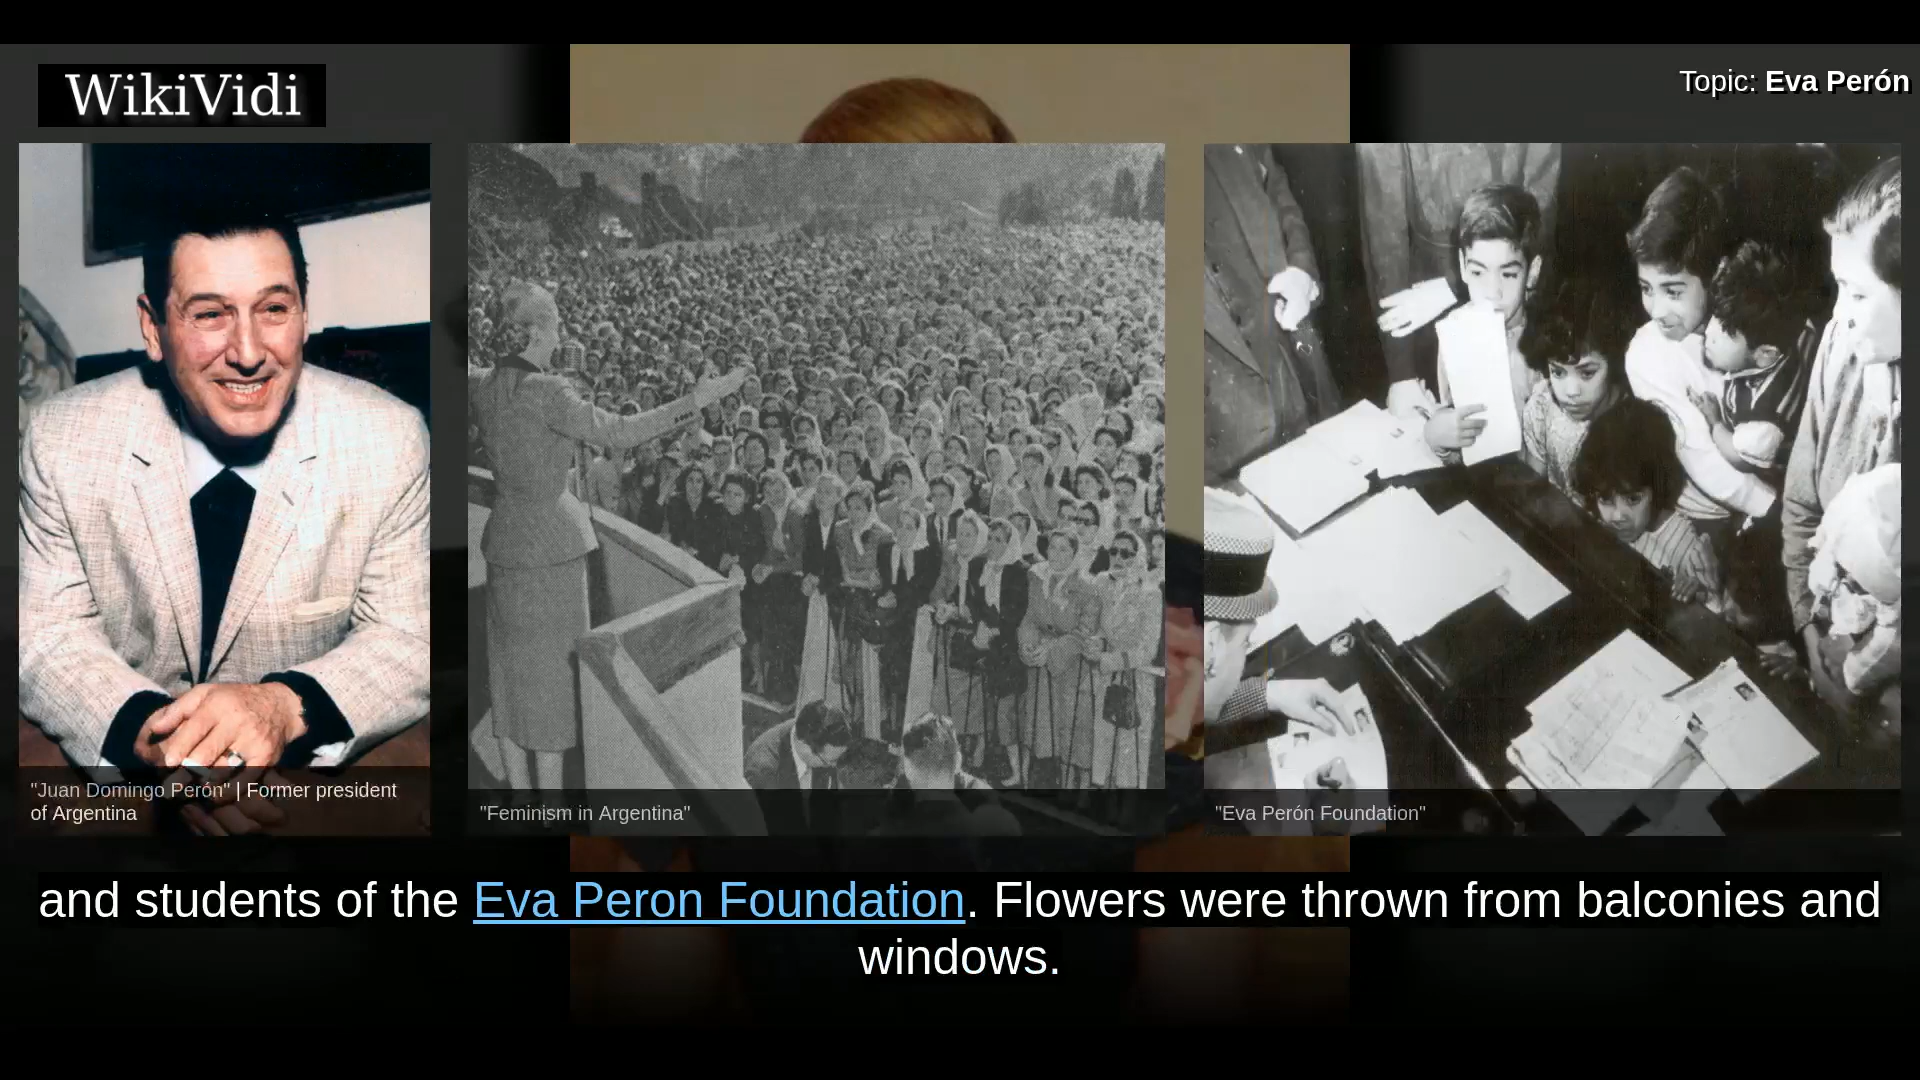 WikiVidi
Topic: Eva Perón
"Juan Domingo Perón" | Former president
of Argentina
"Feminism in Argentina"
"Eva Perón Foundation"
and students of the Eva Peron Foundation. Flowers were thrown from balconies and
windows.